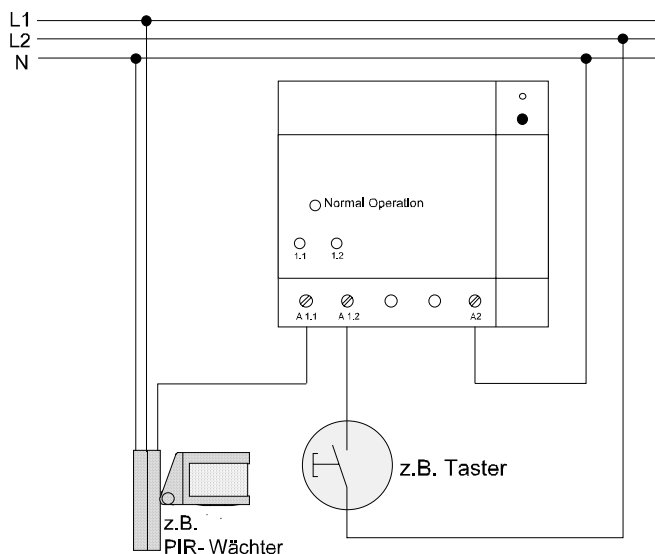 L1
L2
N
Normal Operation
1.1
1.2
A 1.1
A 1.2
A2
z.B. Taster
z.B.
PIR- Wächter